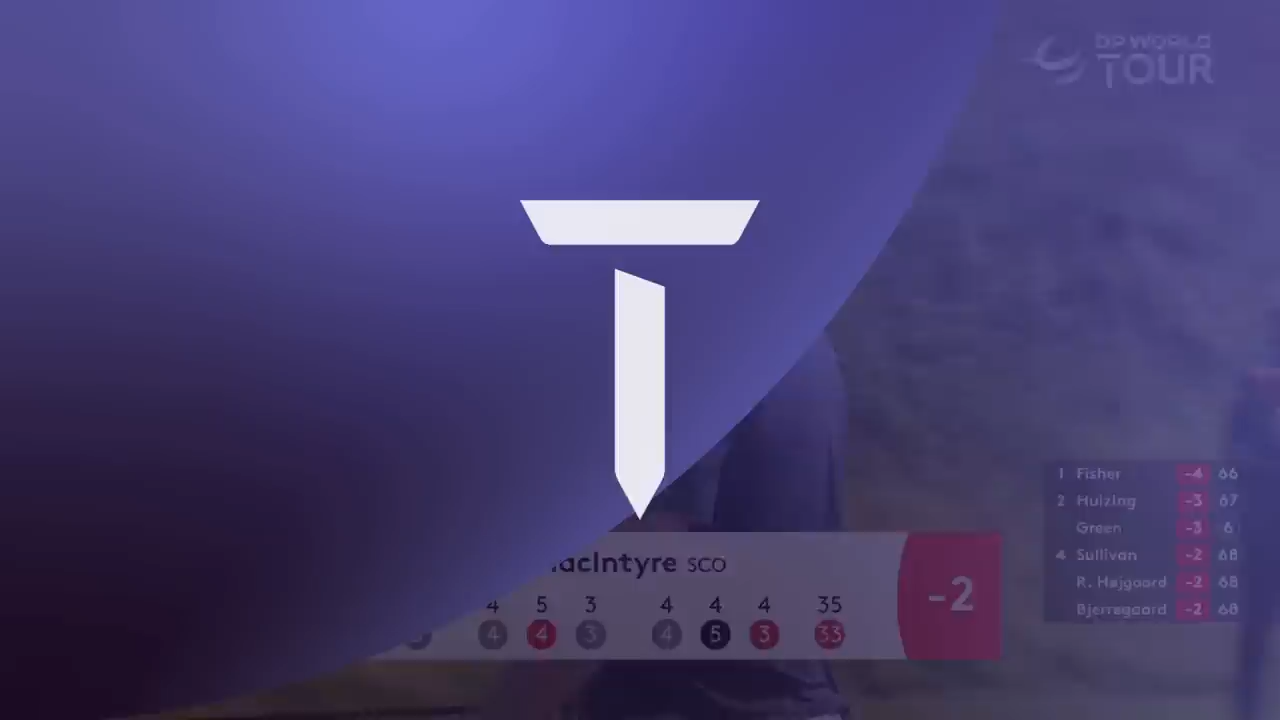 DP WORLD
TOUR
1 Fisher -4 66
2 Huizing -3 67
Green -3 6
4 Sullivan -2 68
R. Højgaard -2 68
Bjerregaard -2 68
acIntyre SCO
4 5 3 4 4 4 35
4 4 3 4 5 3 33
-2